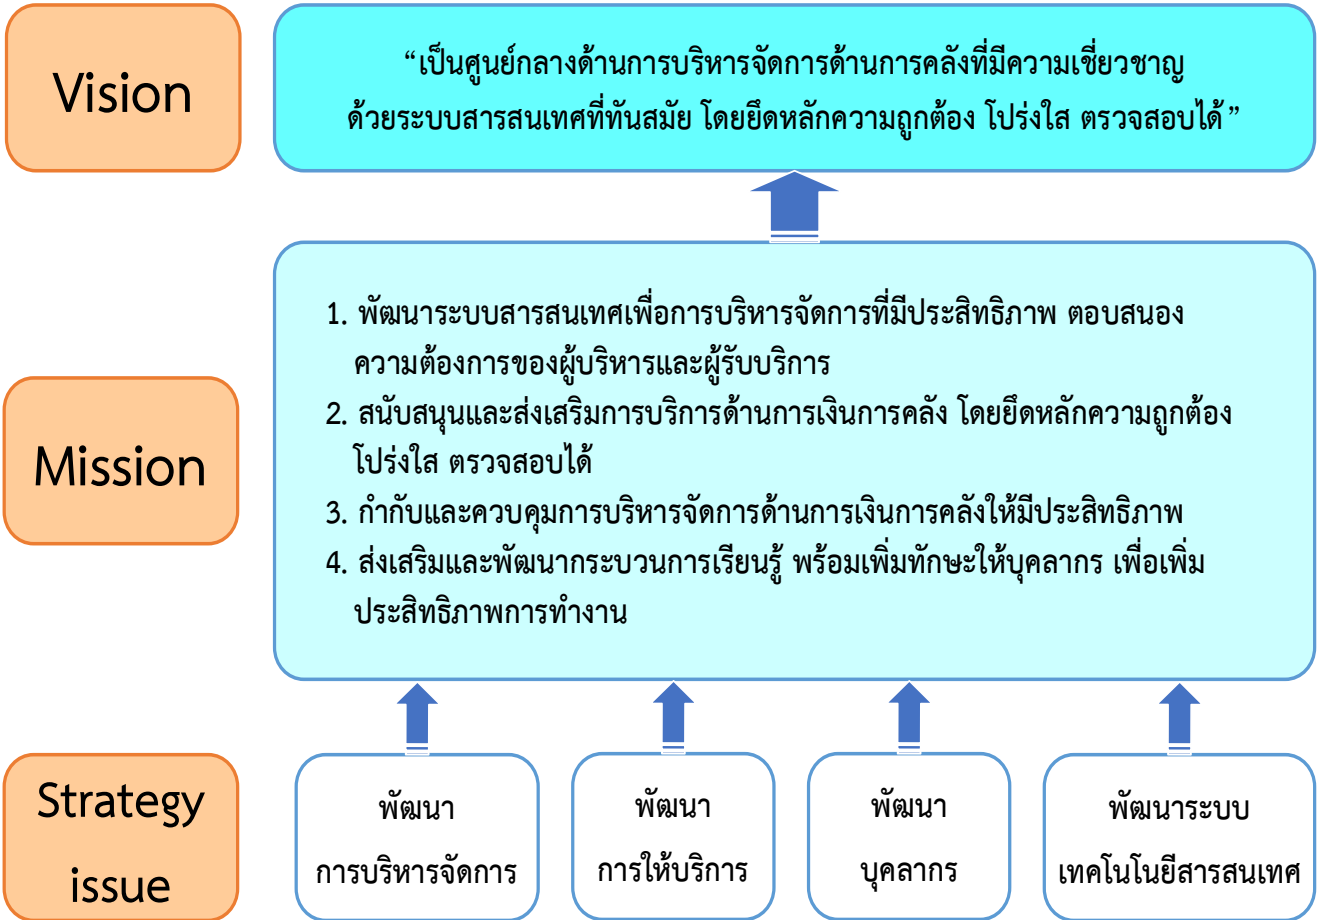 Vision
“เป็นศูนย์กลางด้านการบริหารจัดการด้านการคลังที่มีความเชี่ยวชาญ
ด้วยระบบสารสนเทศที่ทันสมัย โดยยึดหลักความถูกต้อง โปร่งใส ตรวจสอบได้”
Mission
1. พัฒนาระบบสารสนเทศเพื่อการบริหารจัดการที่มีประสิทธิภาพ ตอบสนอง
ความต้องการของผู้บริหารและผู้รับบริการ
2. สนับสนุนและส่งเสริมการบริการด้านการเงินการคลัง โดยยึดหลักความถูกต้อง
โปร่งใส ตรวจสอบได้
3. กำกับและควบคุมการบริหารจัดการด้านการเงินการคลังให้มีประสิทธิภาพ
4. ส่งเสริมและพัฒนากระบวนการเรียนรู้ พร้อมเพิ่มทักษะให้บุคลากร เพื่อเพิ่ม
ประสิทธิภาพการทำงาน
Strategy
issue
พัฒนา
การบริหารจัดการ
พัฒนา
การให้บริการ
พัฒนา
บุคลากร
พัฒนาระบบ
เทคโนโนยีสารสนเทศ